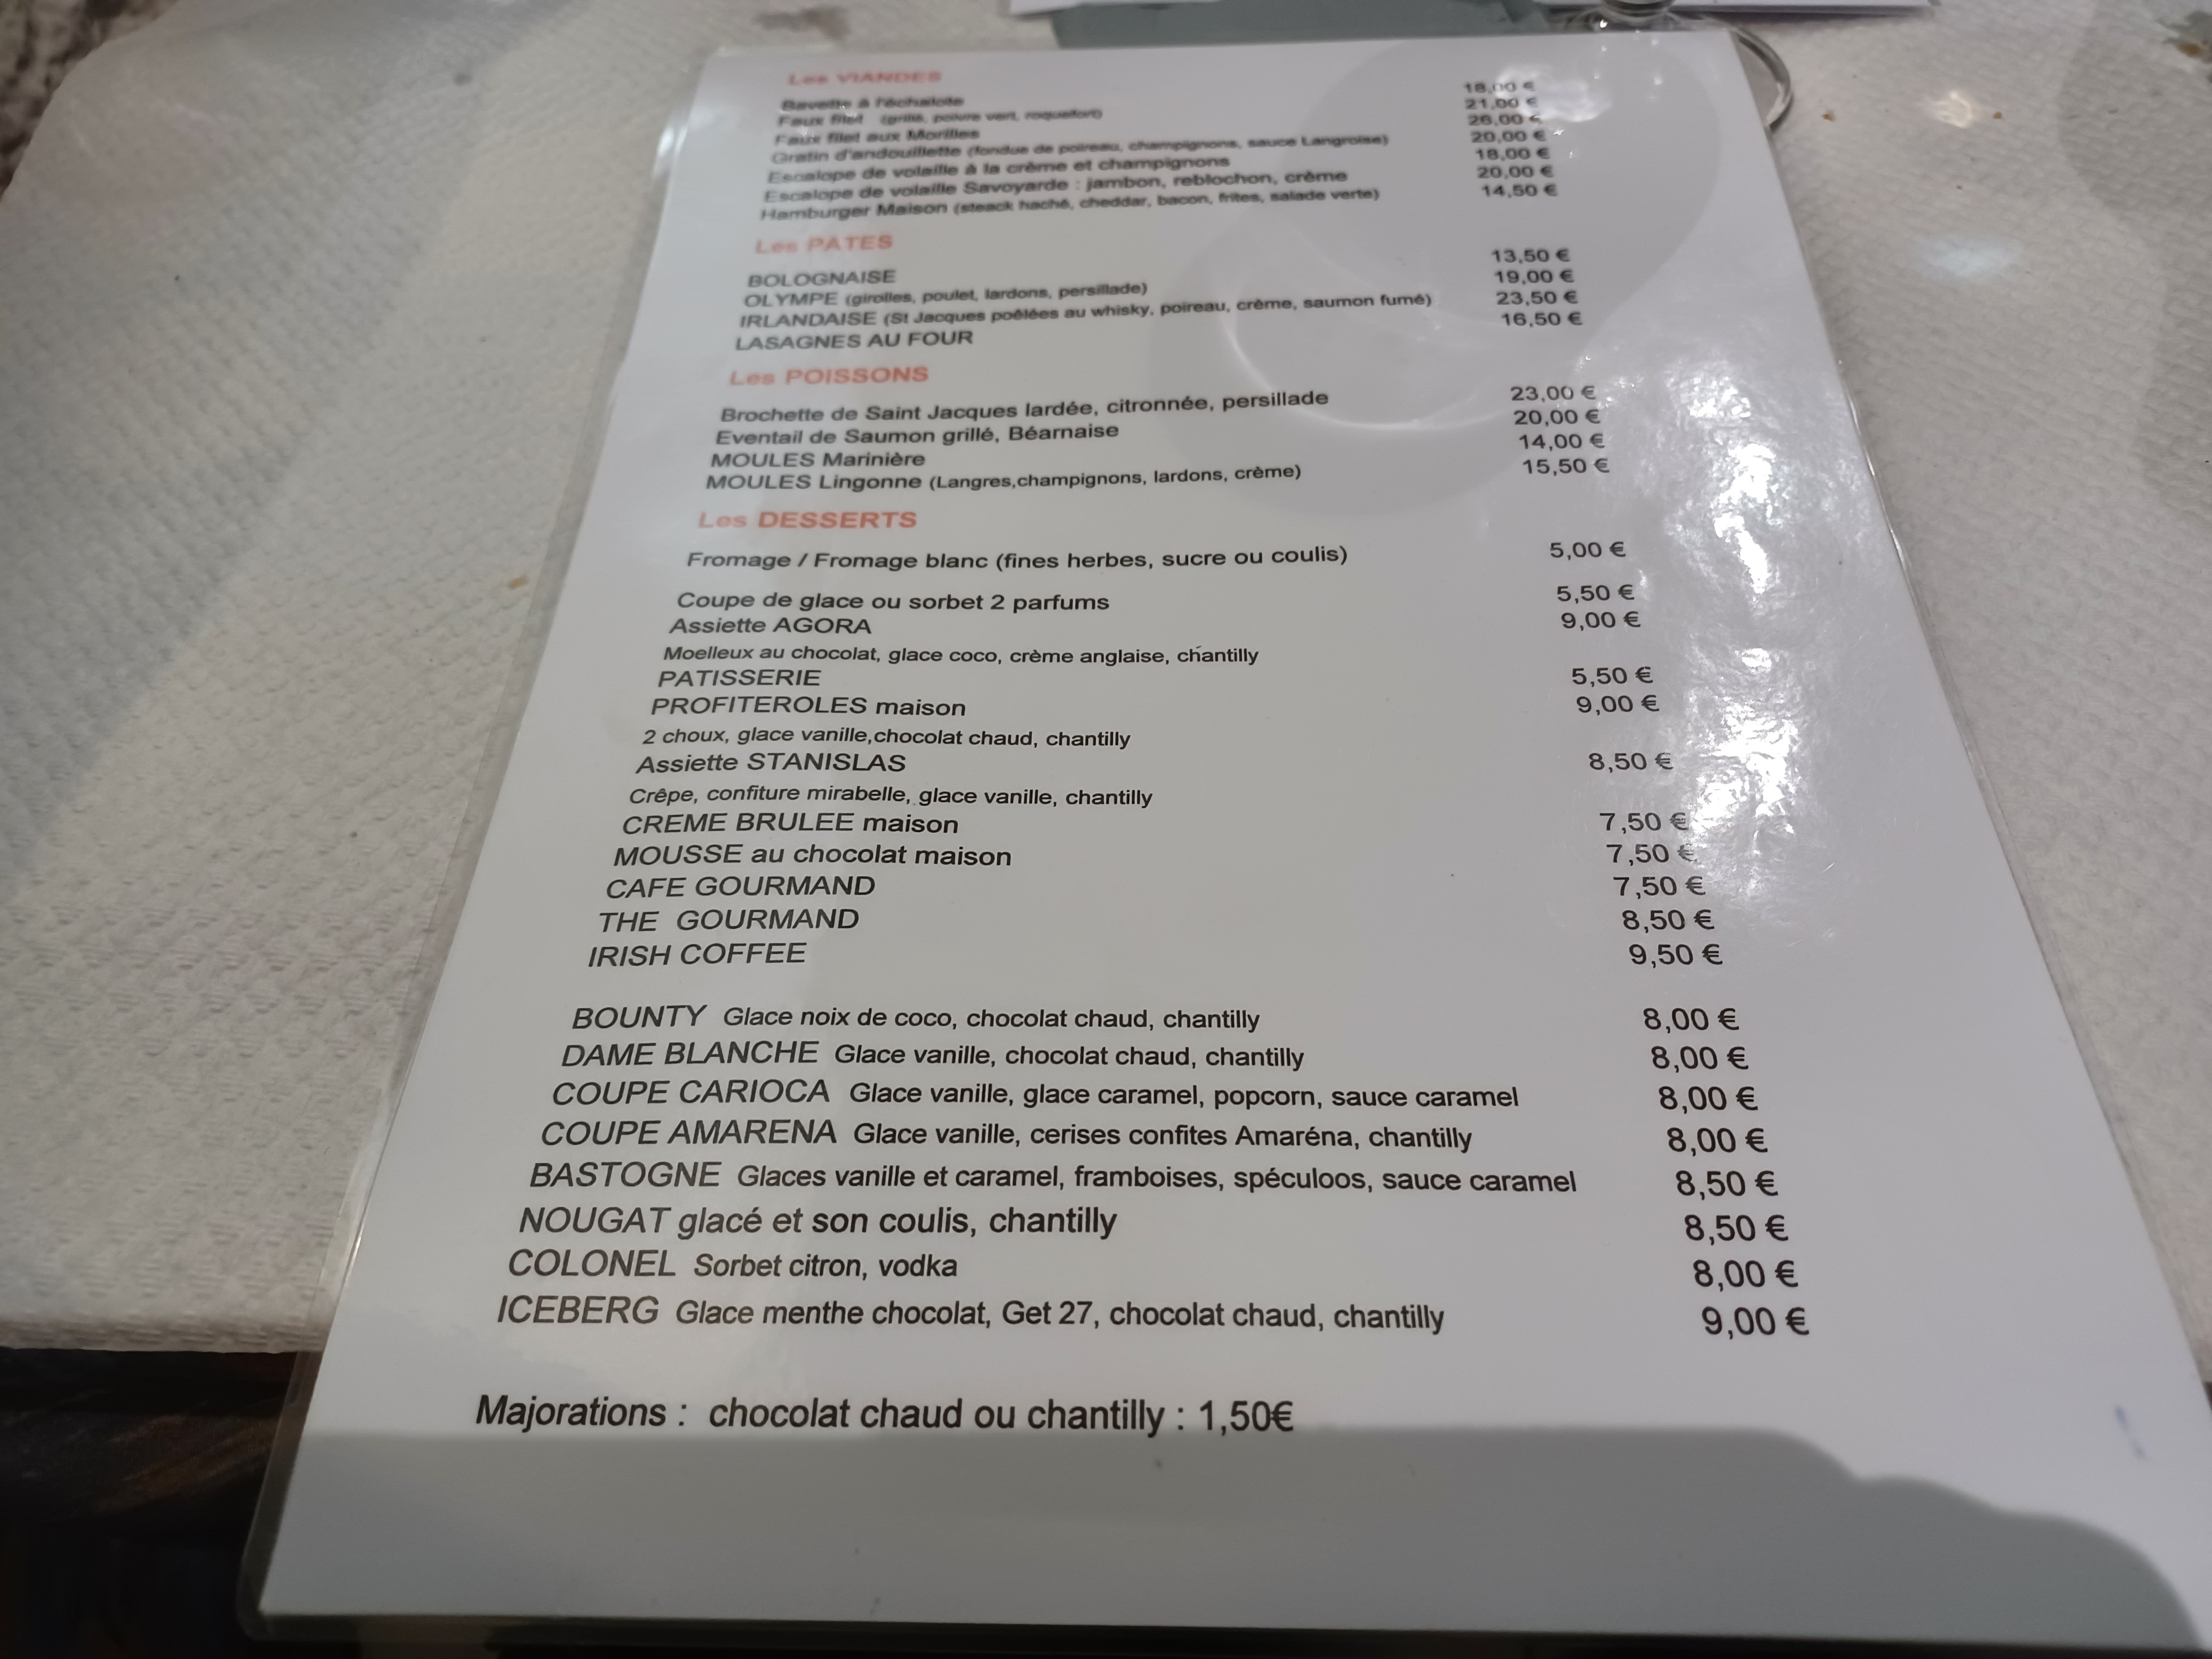 Les VIANDES
Bavette à l'échalote 18,00 €
Faux filet (grillé, poivre vert, roquefort) 21,00 €
Faux filet aux Morilles 26,00 €
Gratin d'andouillette (fondue de poireau, champignons, sauce Langroise) 20,00 €
Escalope de volaille à la crème et champignons 18,00 €
Escalope de volaille Savoyarde : jambon, reblochon, crème 20,00 €
Hamburger Maison (steack haché, cheddar, bacon, frites, salade verte) 14,50 €
Les PATES
BOLOGNAISE 13,50 €
OLYMPE (girolles, poulet, lardons, persillade) 19,00 €
IRLANDAISE (St Jacques poêlées au whisky, poireau, crème, saumon fumé) 23,50 €
LASAGNES AU FOUR 16,50 €
Les POISSONS
Brochette de Saint Jacques lardée, citronnée, persillade 23,00 €
Eventail de Saumon grillé, Béarnaise 20,00 €
MOULES Marinière 14,00 €
MOULES Lingonne (Langres,champignons, lardons, crème) 15,50 €
Les DESSERTS
Fromage / Fromage blanc (fines herbes, sucre ou coulis) 5,00 €
Coupe de glace ou sorbet 2 parfums 5,50 €
Assiette AGORA 9,00 €
Moelleux au chocolat, glace coco, crème anglaise, chantilly
PATISSERIE 5,50 €
PROFITEROLES maison 9,00 €
2 choux, glace vanille,chocolat chaud, chantilly
Assiette STANISLAS 8,50 €
Crêpe, confiture mirabelle, glace vanille, chantilly
CREME BRULEE maison 7,50 €
MOUSSE au chocolat maison 7,50 €
CAFE GOURMAND 7,50 €
THE GOURMAND 8,50 €
IRISH COFFEE 9,50 €
BOUNTY Glace noix de coco, chocolat chaud, chantilly 8,00 €
DAME BLANCHE Glace vanille, chocolat chaud, chantilly 8,00 €
COUPE CARIOCA Glace vanille, glace caramel, popcorn, sauce caramel 8,00 €
COUPE AMARENA Glace vanille, cerises confites Amaréna, chantilly 8,00 €
BASTOGNE Glaces vanille et caramel, framboises, spéculoos, sauce caramel 8,50 €
NOUGAT glacé et son coulis, chantilly 8,50 €
COLONEL Sorbet citron, vodka 8,00 €
ICEBERG Glace menthe chocolat, Get 27, chocolat chaud, chantilly 9,00 €
Majorations : chocolat chaud ou chantilly : 1,50€